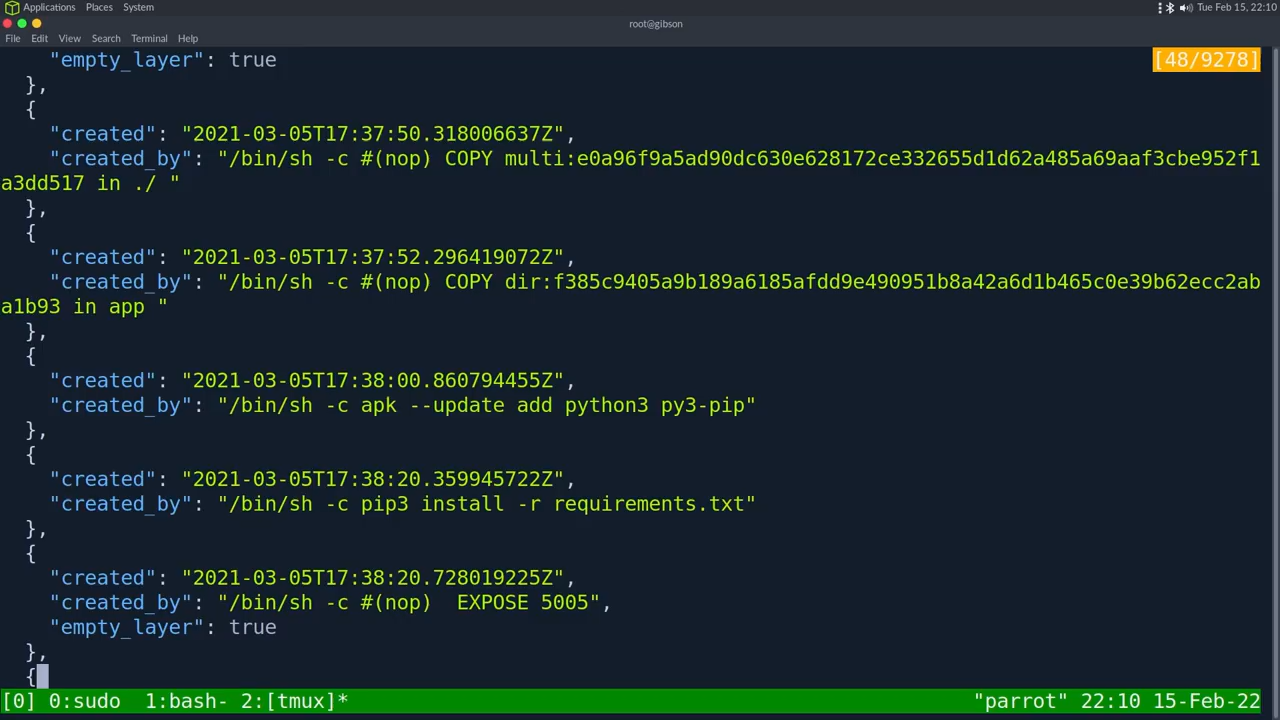 Applications Places System Tue Feb 15, 22:10
root@gibson
File Edit View Search Terminal Help
"empty_layer": true [48/9278]
},
{
"created": "2021-03-05T17:37:50.318006637Z",
"created_by": "/bin/sh -c #(nop) COPY multi:e0a96f9a5ad90dc630e628172ce332655d1d62a485a69aaf3cbe952f1
a3dd517 in ./ "
},
{
"created": "2021-03-05T17:37:52.296419072Z",
"created_by": "/bin/sh -c #(nop) COPY dir:f385c9405a9b189a6185afdd9e490951b8a42a6d1b465c0e39b62ecc2ab
a1b93 in app "
},
{
"created": "2021-03-05T17:38:00.860794455Z",
"created_by": "/bin/sh -c apk --update add python3 py3-pip"
},
{
"created": "2021-03-05T17:38:20.359945722Z",
"created_by": "/bin/sh -c pip3 install -r requirements.txt"
},
{
"created": "2021-03-05T17:38:20.728019225Z",
"created_by": "/bin/sh -c #(nop)  EXPOSE 5005",
"empty_layer": true
},
{
[0] 0:sudo  1:bash- 2:[tmux]* "parrot" 22:10 15-Feb-22